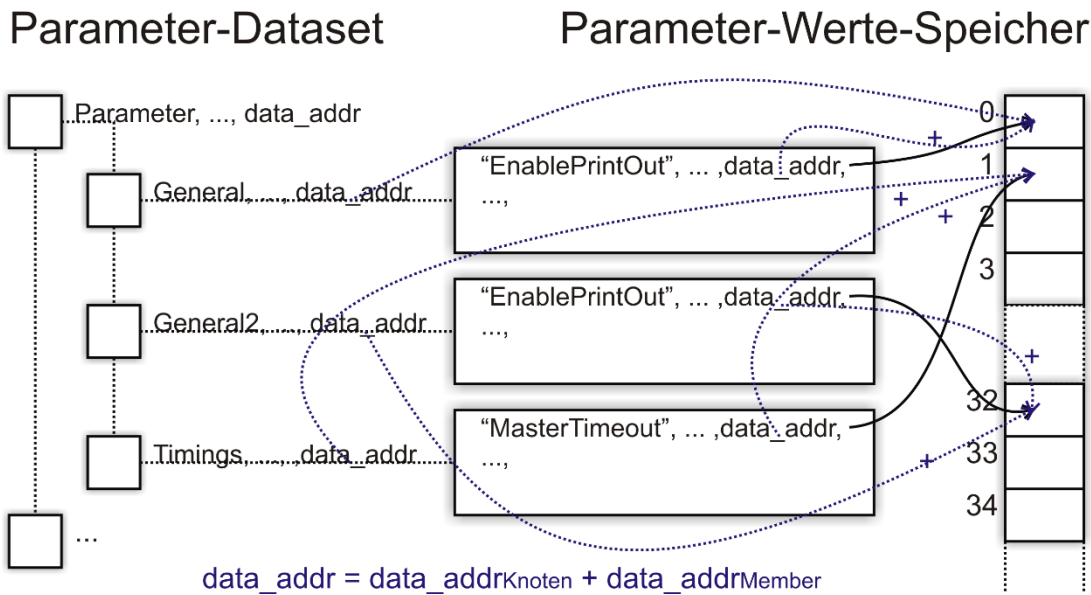 Parameter-Dataset
Parameter-Werte-Speicher
Parameter, ..., data_addr
0
“EnablePrintOut”, ... ,data_addr,
...,
1
General, ..., data_addr
2
3
“EnablePrintOut”, ... ,data_addr,
...,
General2, ..., data_addr
32
“MasterTimeout”, ... ,data_addr,
...,
Timings, ..., ,data_addr
33
34
...
+
+
+
+
+
data_addr = data_addrKnoten + data_addrMember